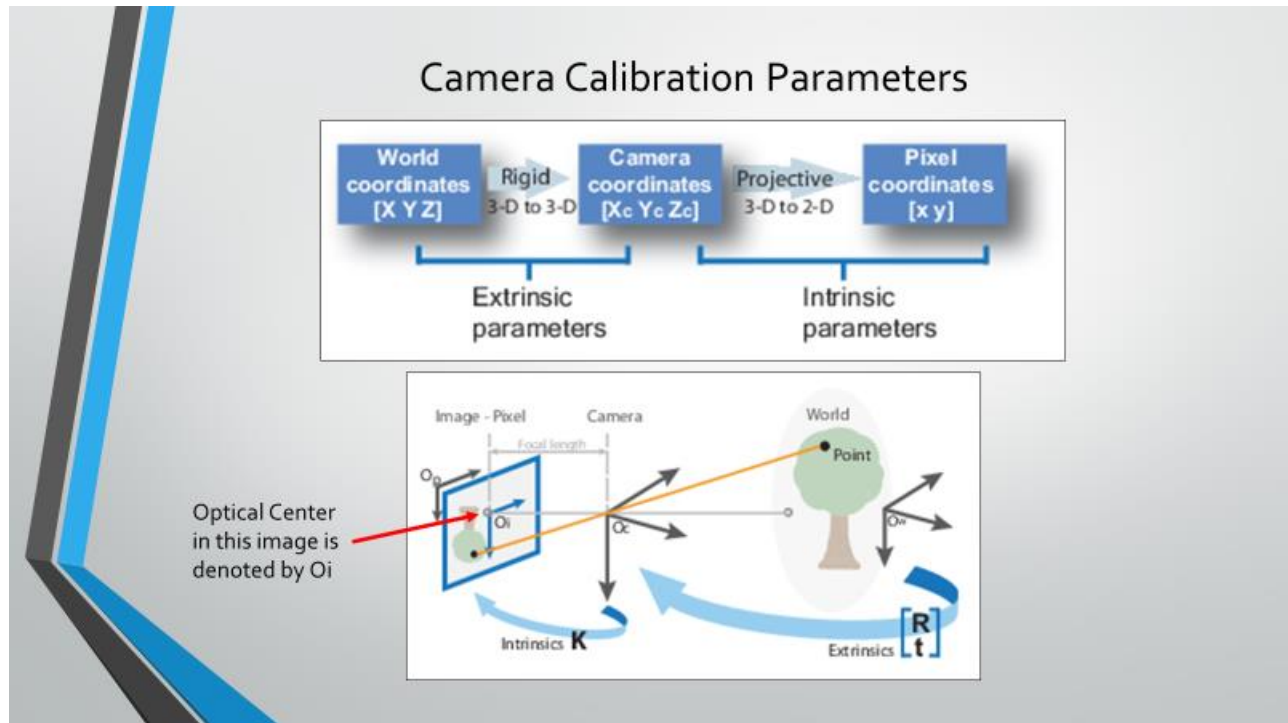 Camera Calibration Parameters
World
coordinates
[X Y Z]
Rigid
3-D to 3-D
Camera
coordinates
[Xc Yc Zc]
Projective
3-D to 2-D
Pixel
coordinates
[x y]
Extrinsic
parameters
Intrinsic
parameters
Image - Pixel
Camera
World
Focal length
Point
Oi
Oc
Ow
Optical Center
in this image is
denoted by Oi
Intrinsics K
Extrinsics
R
t